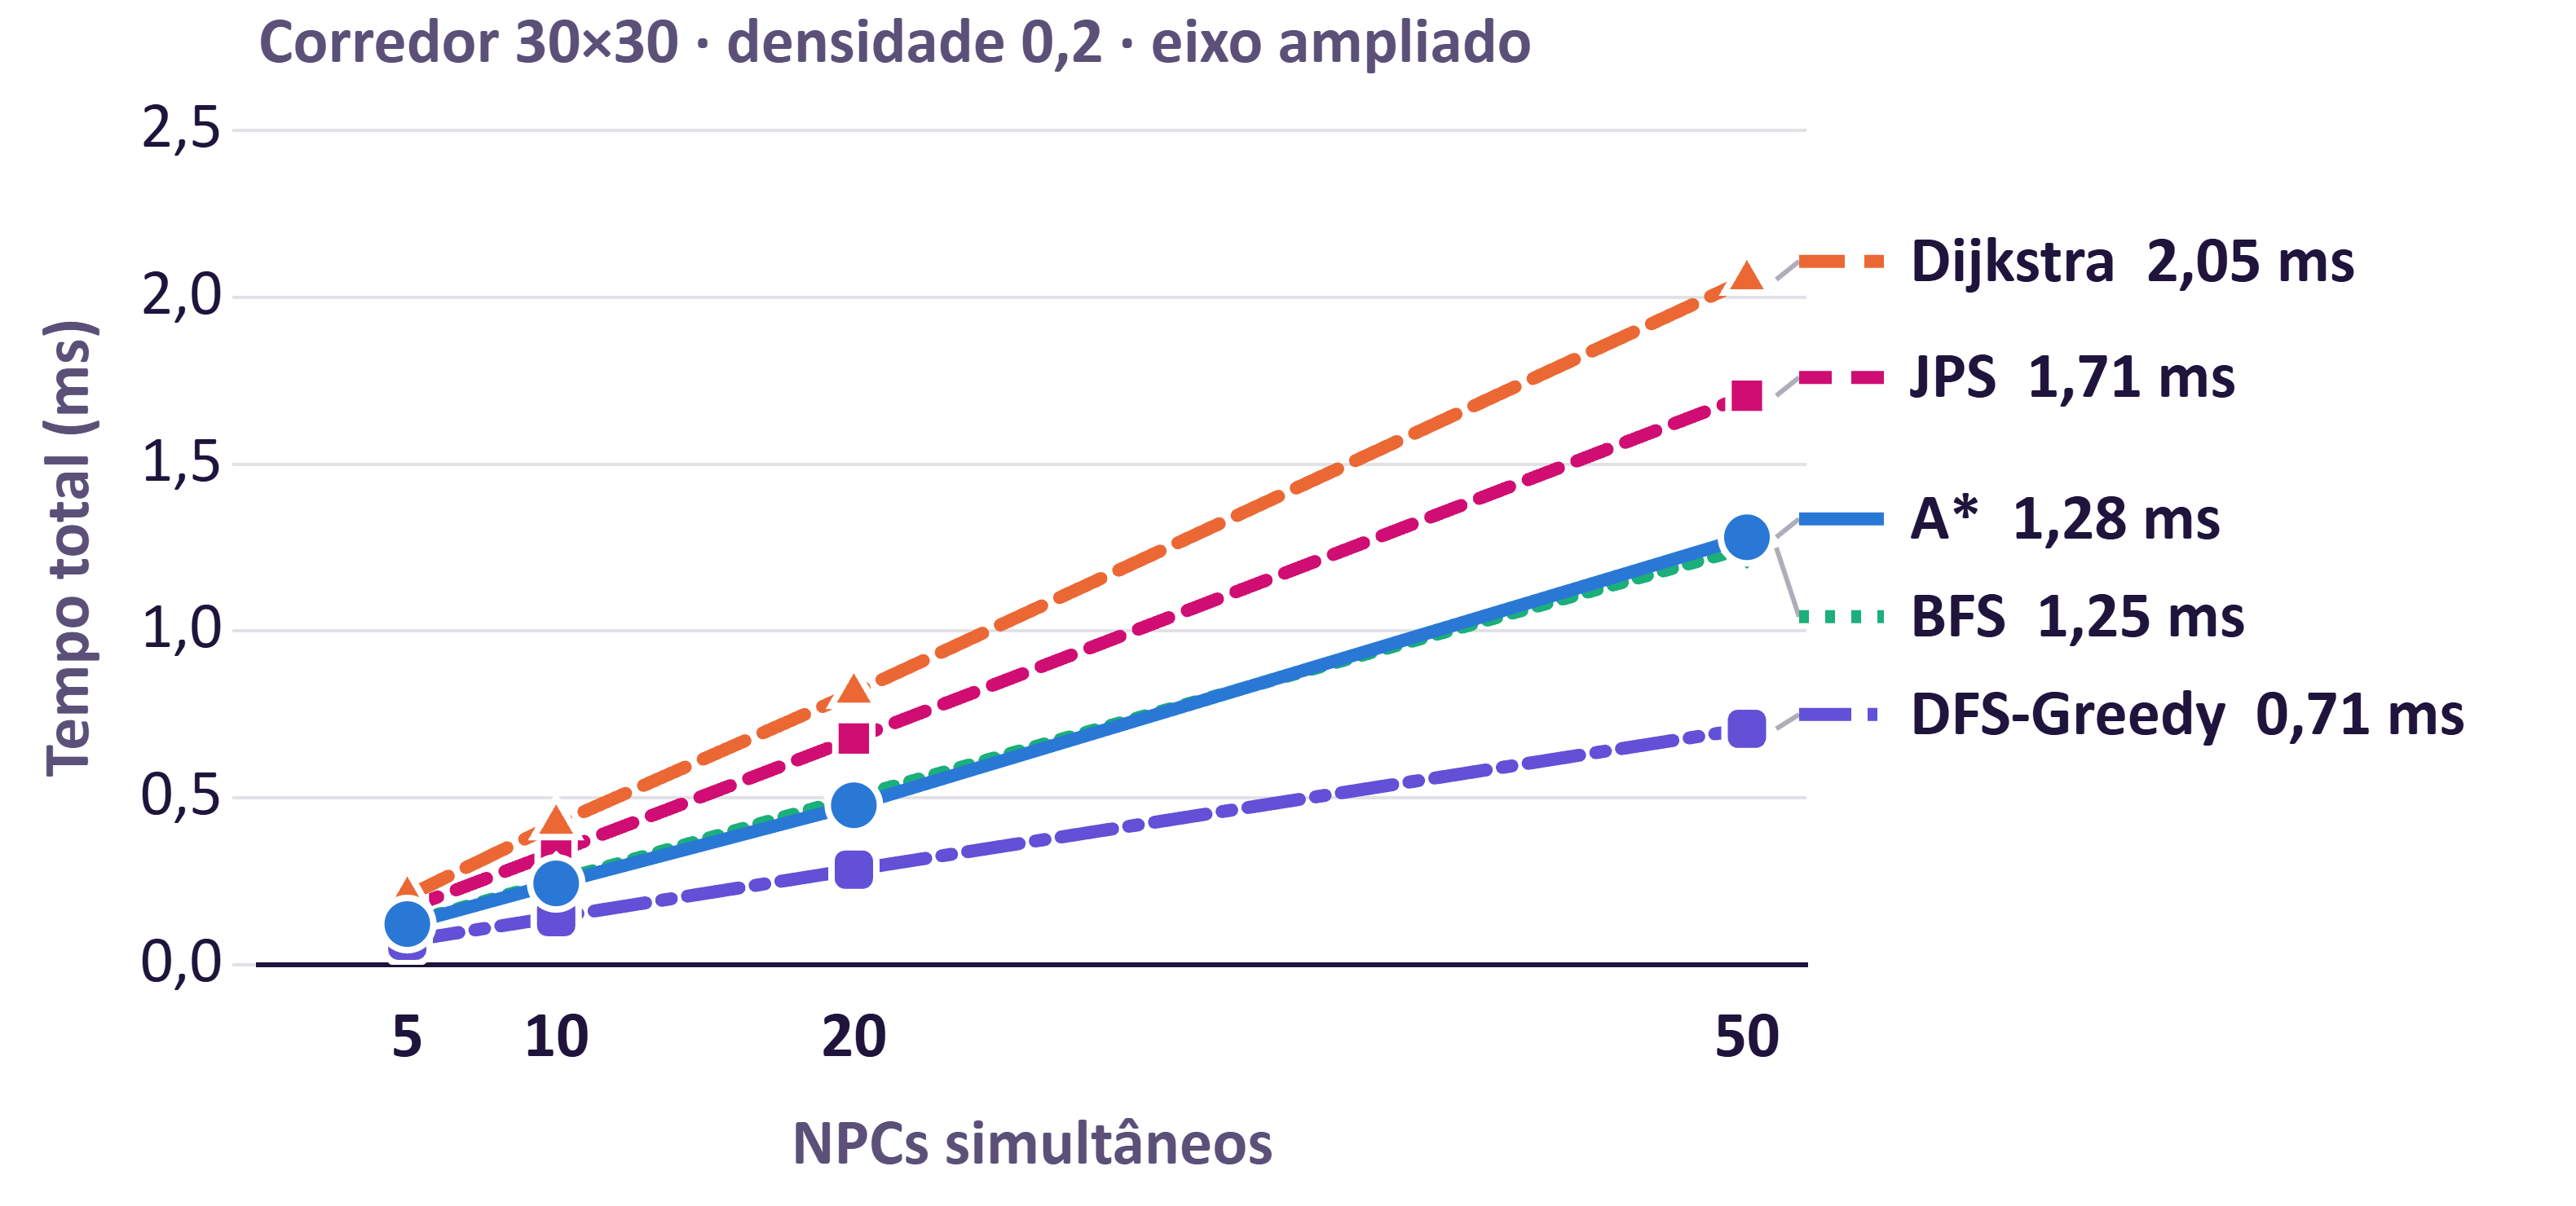 Corredor 30×30 · densidade 0,2 · eixo ampliado
Tempo total (ms)
2,5
2,0
1,5
1,0
0,5
0,0
Dijkstra 2,05 ms
JPS 1,71 ms
A* 1,28 ms
BFS 1,25 ms
DFS-Greedy 0,71 ms
5 10 20 50
NPCs simultâneos